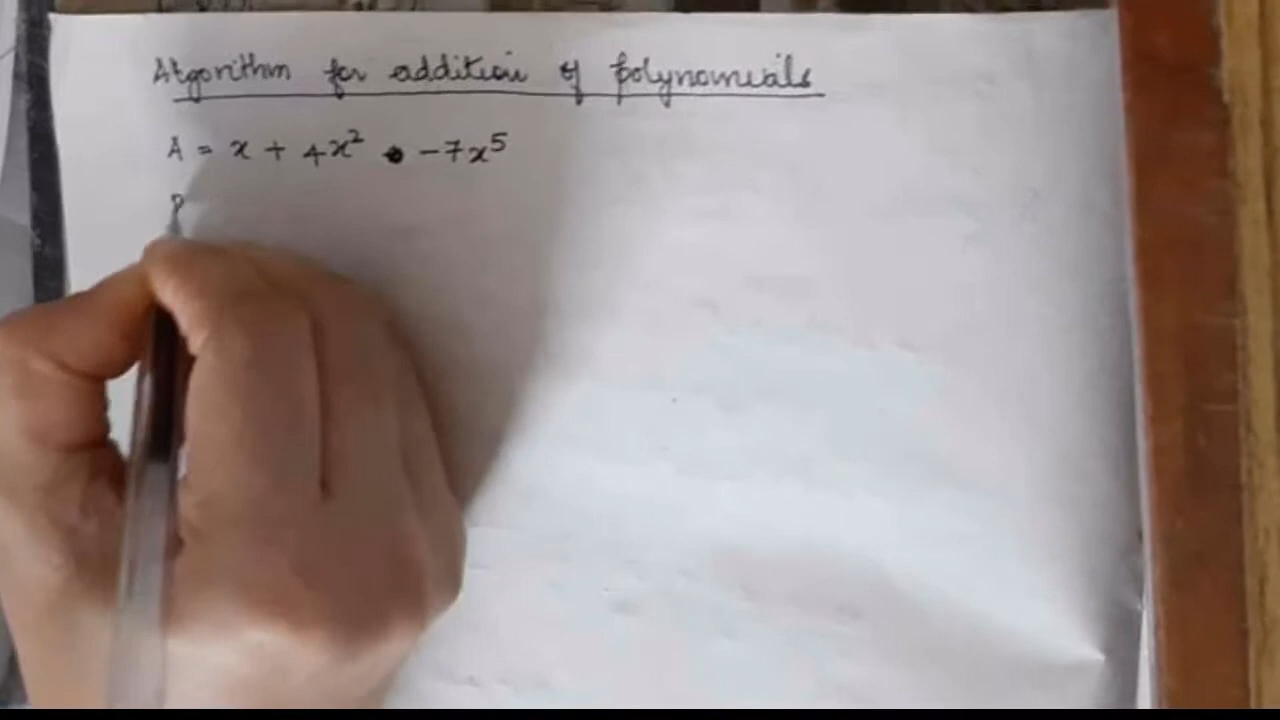 Algorithm for addition of polynomials
A = x + 4x² -7x⁵